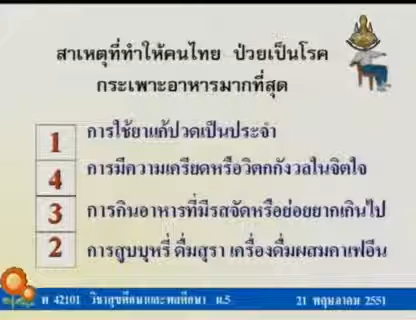 สาเหตุที่ทำให้คนไทย ป่วยเป็นโรค
กระเพาะอาหารมากที่สุด
1 การใช้ยาแก้ปวดเป็นประจำ
4 การมีความเครียดหรือวิตกกังวลในจิตใจ
3 การกินอาหารที่มีรสจัดหรือย่อยยากเกินไป
2 การสูบบุหรี่ ดื่มสุรา เครื่องดื่มผสมกาเฟอีน
พ 42101 วิชาสุขศึกษาและพลศึกษา ม.5 21 พฤษภาคม 2551